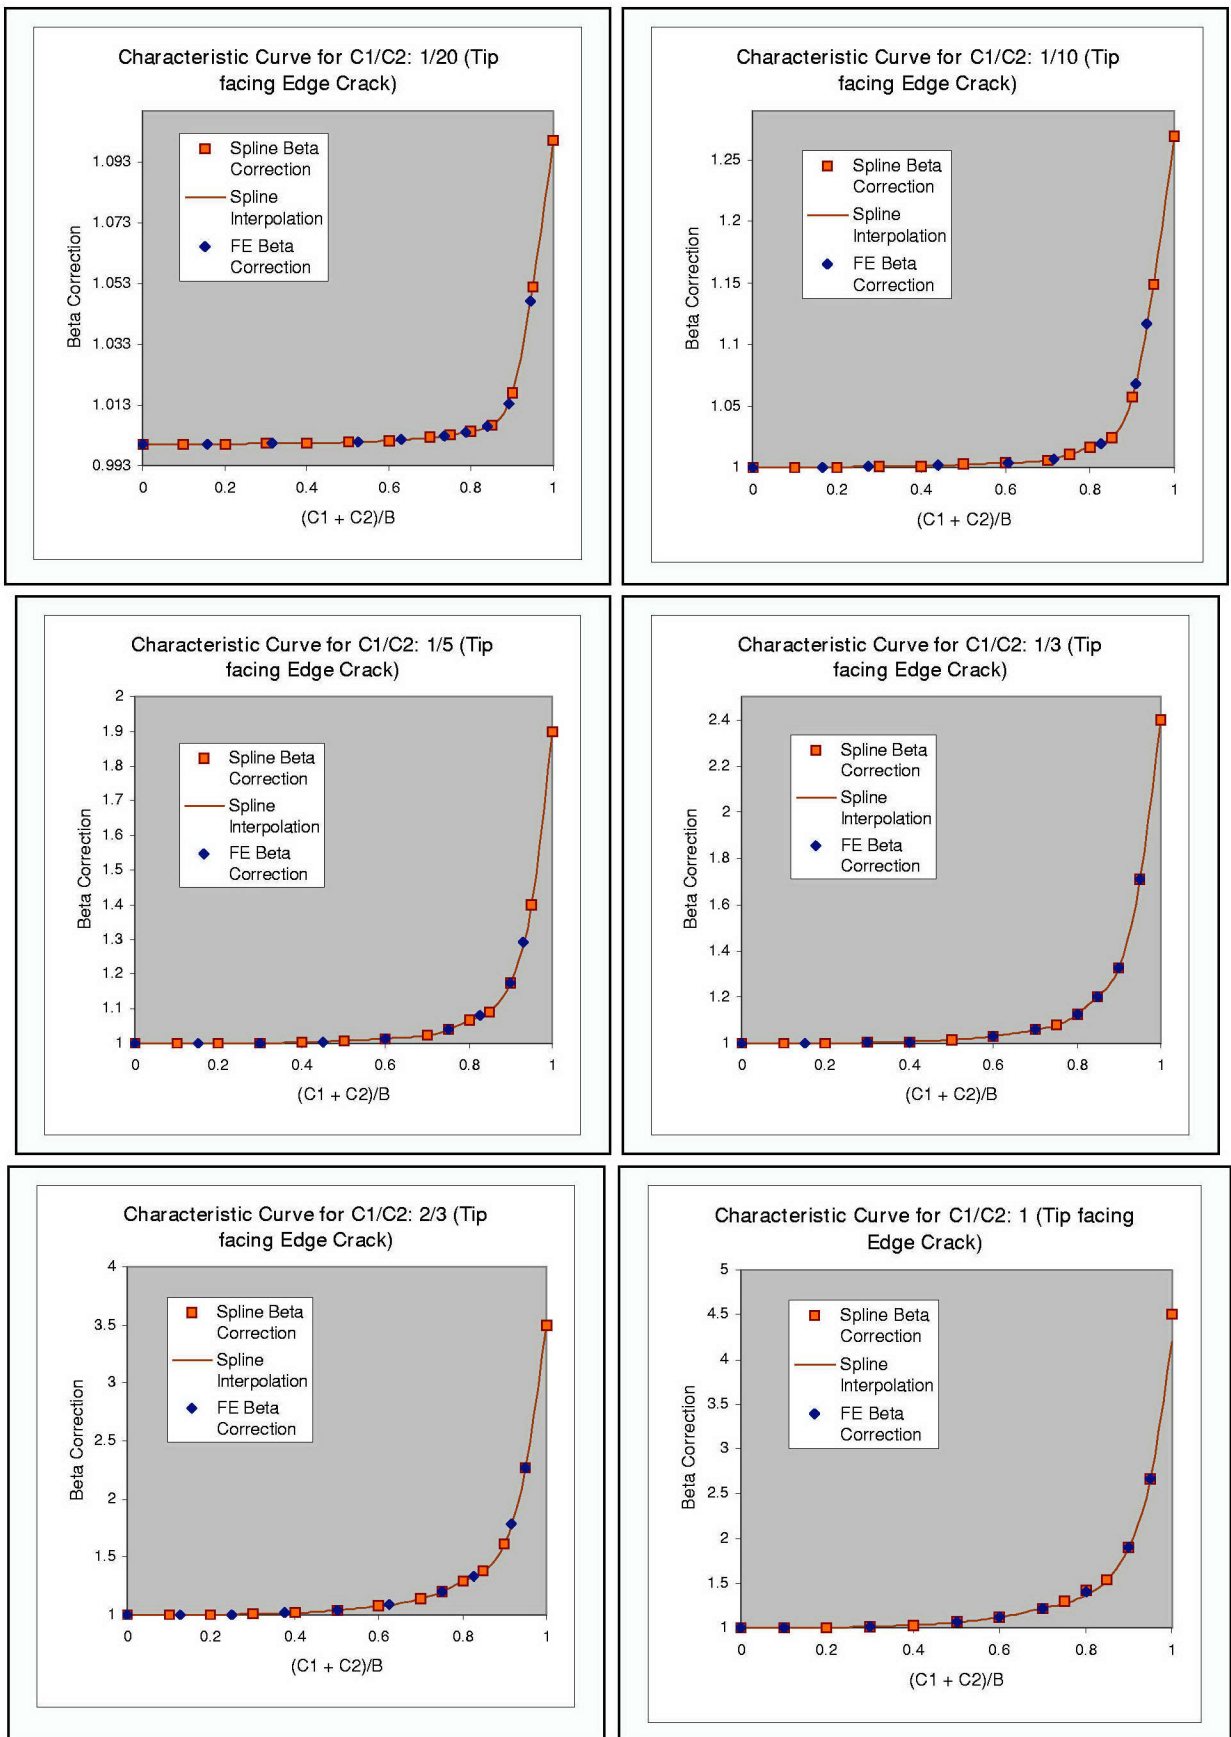 Characteristic Curve for C1/C2: 1/20 (Tip
facing Edge Crack)
Spline Beta
Correction
Spline
Interpolation
FE Beta
Correction
Beta Correction
1.093
1.073
1.053
1.033
1.013
0.993
0 0.2 0.4 0.6 0.8 1
(C1 + C2)/B
Characteristic Curve for C1/C2: 1/10 (Tip
facing Edge Crack)
Spline Beta
Correction
Spline
Interpolation
FE Beta
Correction
Beta Correction
1.25
1.2
1.15
1.1
1.05
1
0 0.2 0.4 0.6 0.8 1
(C1 + C2)/B
Characteristic Curve for C1/C2: 1/5 (Tip
facing Edge Crack)
Spline Beta
Correction
Spline
Interpolation
FE Beta
Correction
Beta Correction
2
1.9
1.8
1.7
1.6
1.5
1.4
1.3
1.2
1.1
1
0 0.2 0.4 0.6 0.8 1
(C1 + C2)/B
Characteristic Curve for C1/C2: 1/3 (Tip
facing Edge Crack)
Spline Beta
Correction
Spline
Interpolation
FE Beta
Correction
Beta Correction
2.4
2.2
2
1.8
1.6
1.4
1.2
1
0 0.2 0.4 0.6 0.8 1
(C1 + C2)/B
Characteristic Curve for C1/C2: 2/3 (Tip
facing Edge Crack)
Spline Beta
Correction
Spline
Interpolation
FE Beta
Correction
Beta Correction
4
3.5
3
2.5
2
1.5
1
0 0.2 0.4 0.6 0.8 1
(C1 + C2)/B
Characteristic Curve for C1/C2: 1 (Tip facing
Edge Crack)
Spline Beta
Correction
Spline
Interpolation
FE Beta
Correction
Beta Correction
5
4.5
4
3.5
3
2.5
2
1.5
1
0 0.2 0.4 0.6 0.8 1
(C1 + C2)/B